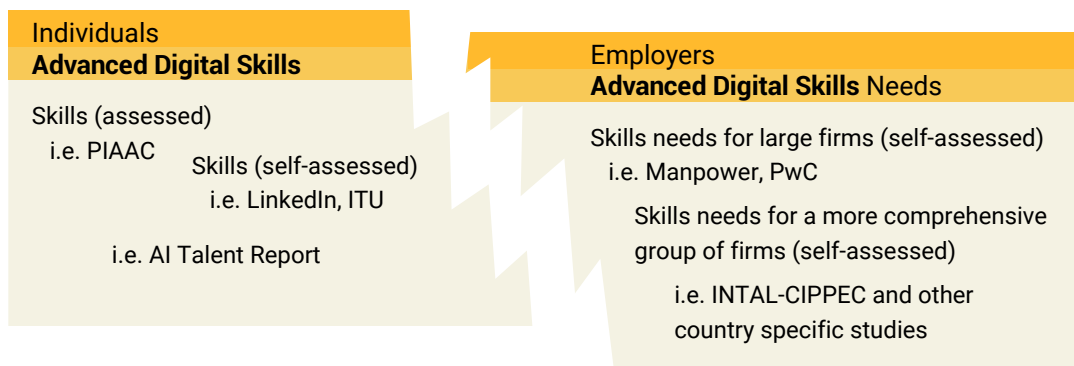 Individuals
Advanced Digital Skills
Skills (assessed)
i.e. PIAAC
Skills (self-assessed)
i.e. LinkedIn, ITU
i.e. AI Talent Report
Employers
Advanced Digital Skills Needs
Skills needs for large firms (self-assessed)
i.e. Manpower, PwC
Skills needs for a more comprehensive
group of firms (self-assessed)
i.e. INTAL-CIPPEC and other
country specific studies